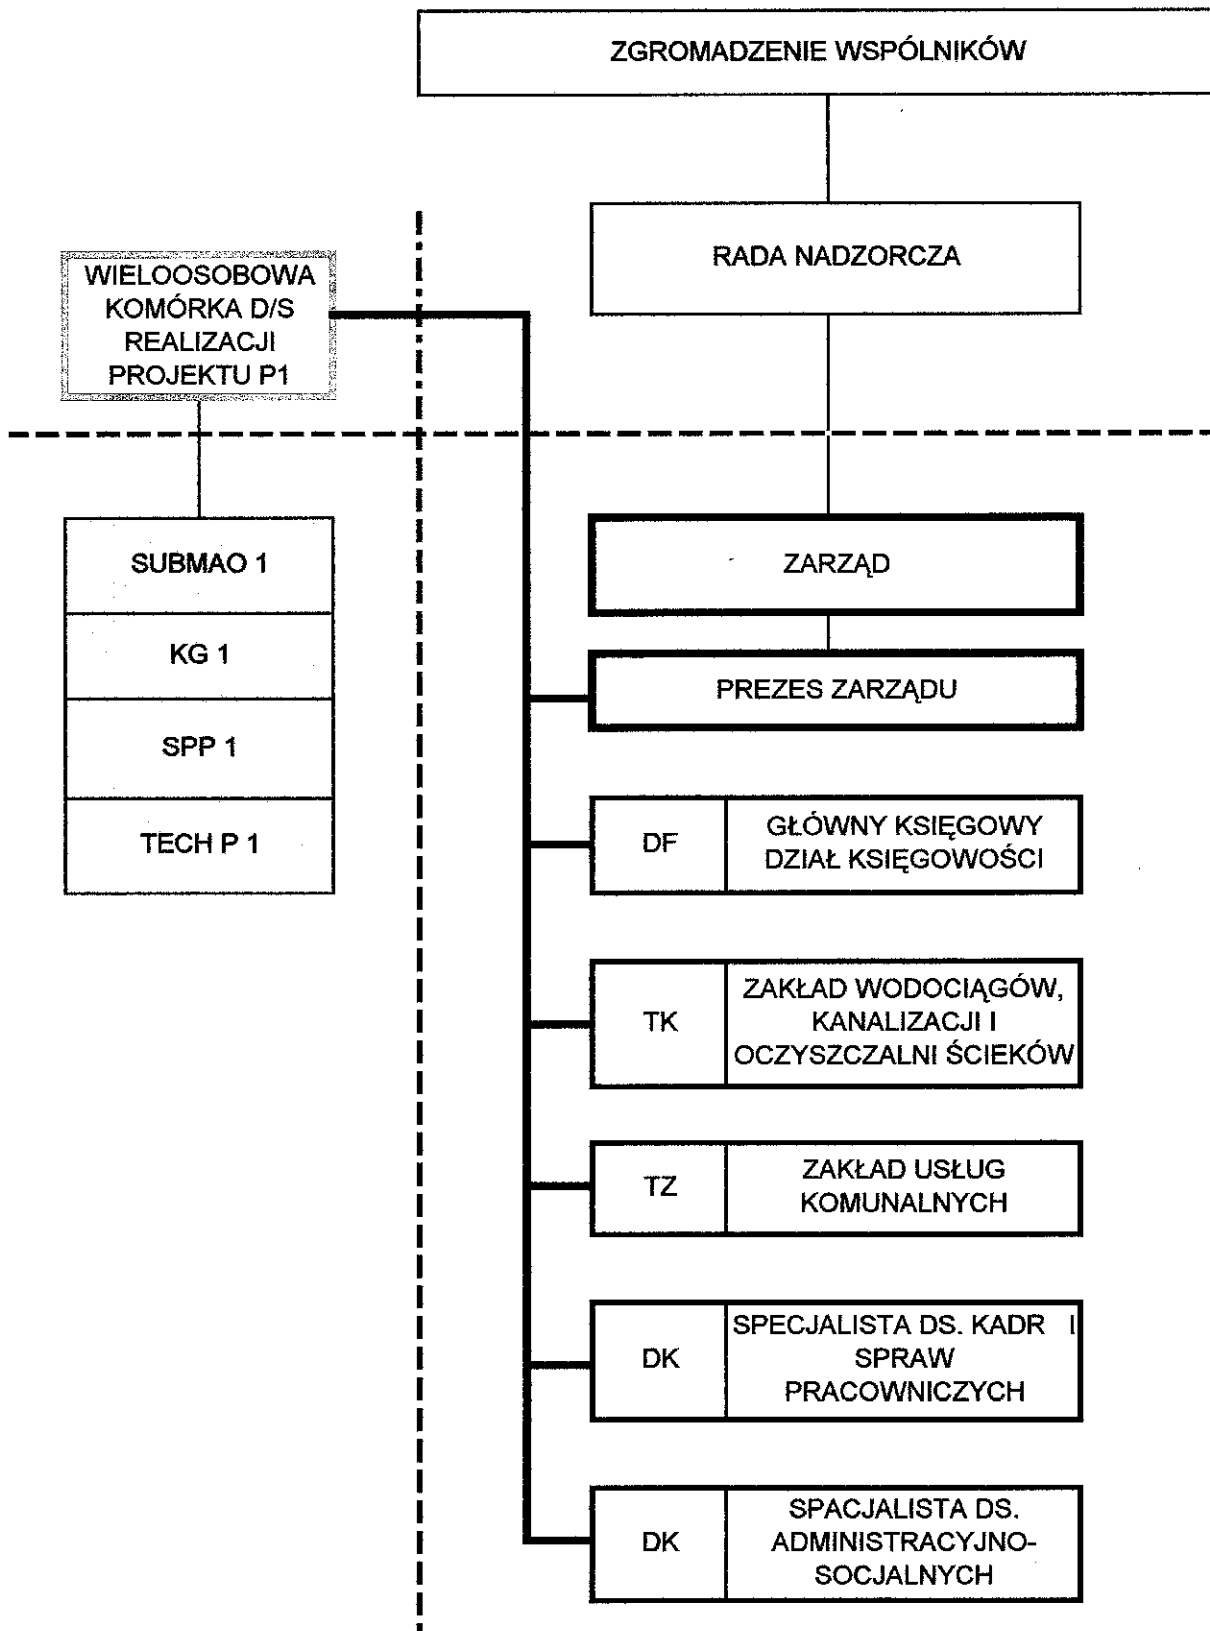 ZGROMADZENIE WSPÓLNIKÓW
RADA NADZORCZA
WIELOOSOBOWA
KOMÓRKA D/S
REALIZACJI
PROJEKTU P1
SUBMAO 1
KG 1
SPP 1
TECH P 1
ZARZĄD
PREZES ZARZĄDU
DF
GŁÓWNY KSIĘGOWY
DZIAŁ KSIĘGOWOŚCI
TK
ZAKŁAD WODOCIĄGÓW,
KANALIZACJI I
OCZYSZCZALNI ŚCIEKÓW
TZ
ZAKŁAD USŁUG
KOMUNALNYCH
DK
SPECJALISTA DS. KADR I
SPRAW
PRACOWNICZYCH
DK
SPACJALISTA DS.
ADMINISTRACYJNO-
SOCJALNYCH